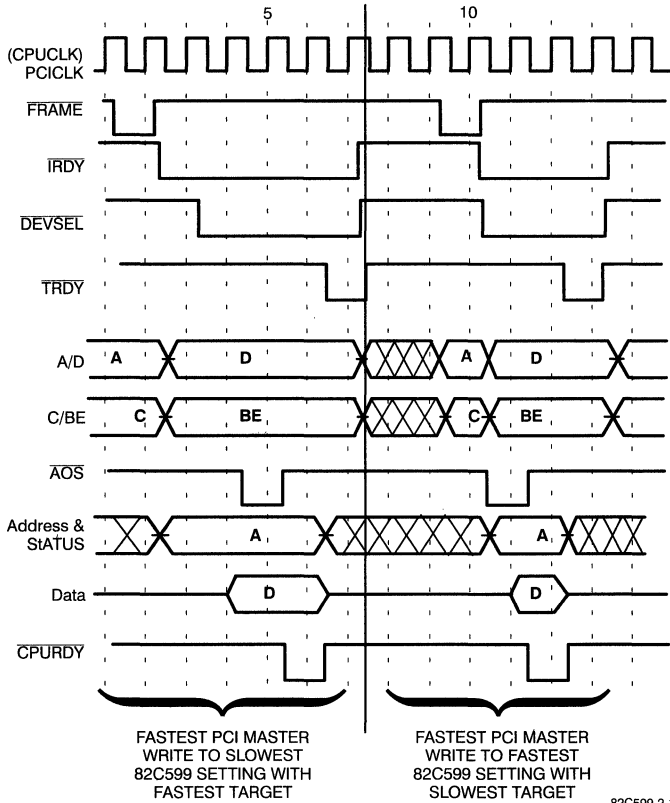 5 10
(CPUCLK)
PCICLK
FRAME
IRDY
DEVSEL
TRDY
A/D A D A D
C/BE C BE C BE
AOS
Address &
StATUS A A
Data D D
CPURDY
FASTEST PCI MASTER
WRITE TO SLOWEST
82C599 SETTING WITH
FASTEST TARGET
FASTEST PCI MASTER
WRITE TO FASTEST
82C599 SETTING WITH
SLOWEST TARGET